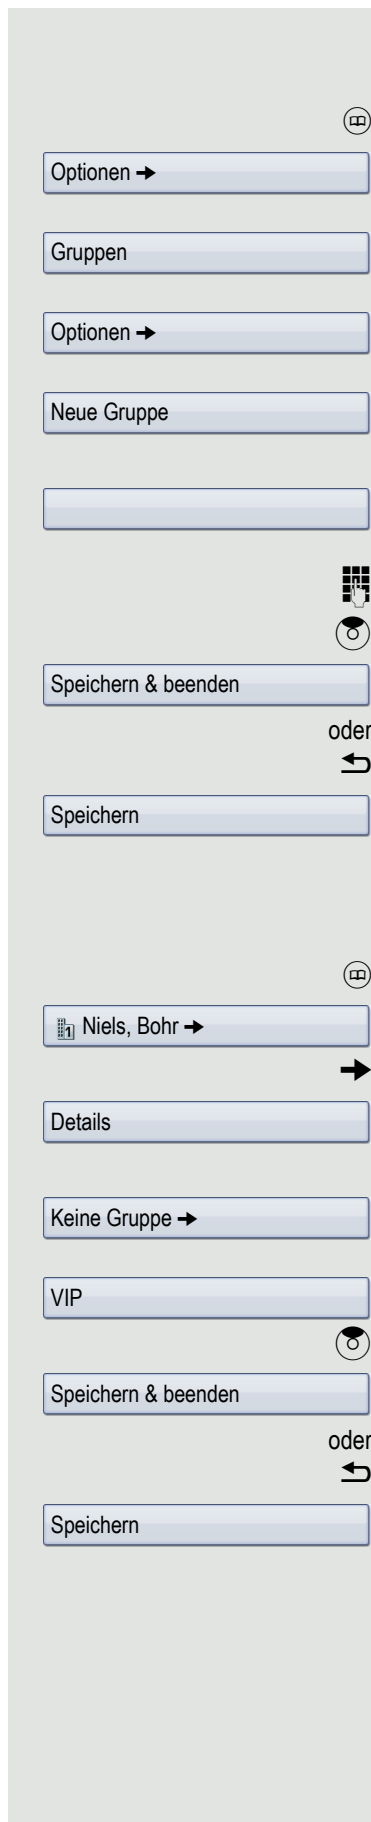 Optionen →
Gruppen
Optionen →
Neue Gruppe
Speichern & beenden
oder
Speichern
1 Niels, Bohr →
Details
Keine Gruppe →
VIP
Speichern & beenden
oder
Speichern